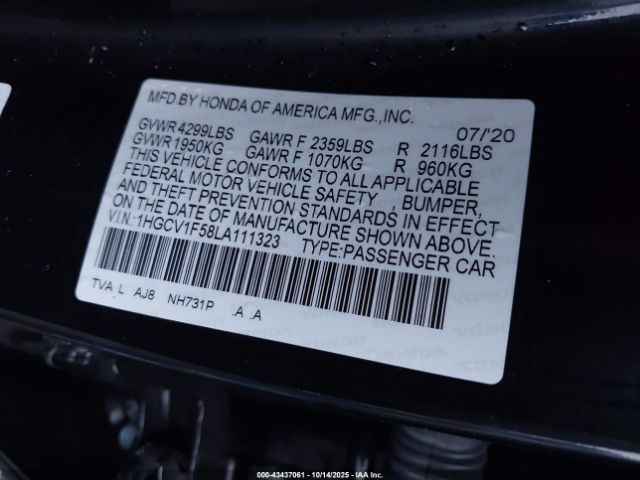 MFD.BY HONDA OF AMERICA MFG.,INC. 07/'20
GVWR 4299LBS GAWR F 2359LBS R 2116LBS
GVWR 1950KG GAWR F 1070KG R 960KG
THIS VEHICLE CONFORMS TO ALL APPLICABLE
FEDERAL MOTOR VEHICLE SAFETY , BUMPER,
AND THEFT PREVENTION STANDARDS IN EFFECT
ON THE DATE OF MANUFACTURE SHOWN ABOVE.
V.I.N.:1HGCV1F58LA111323 TYPE:PASSENGER CAR
TVA L AJ8 NH731P .A .A
000-43437061 | 10/14/2025 | IAA Inc.